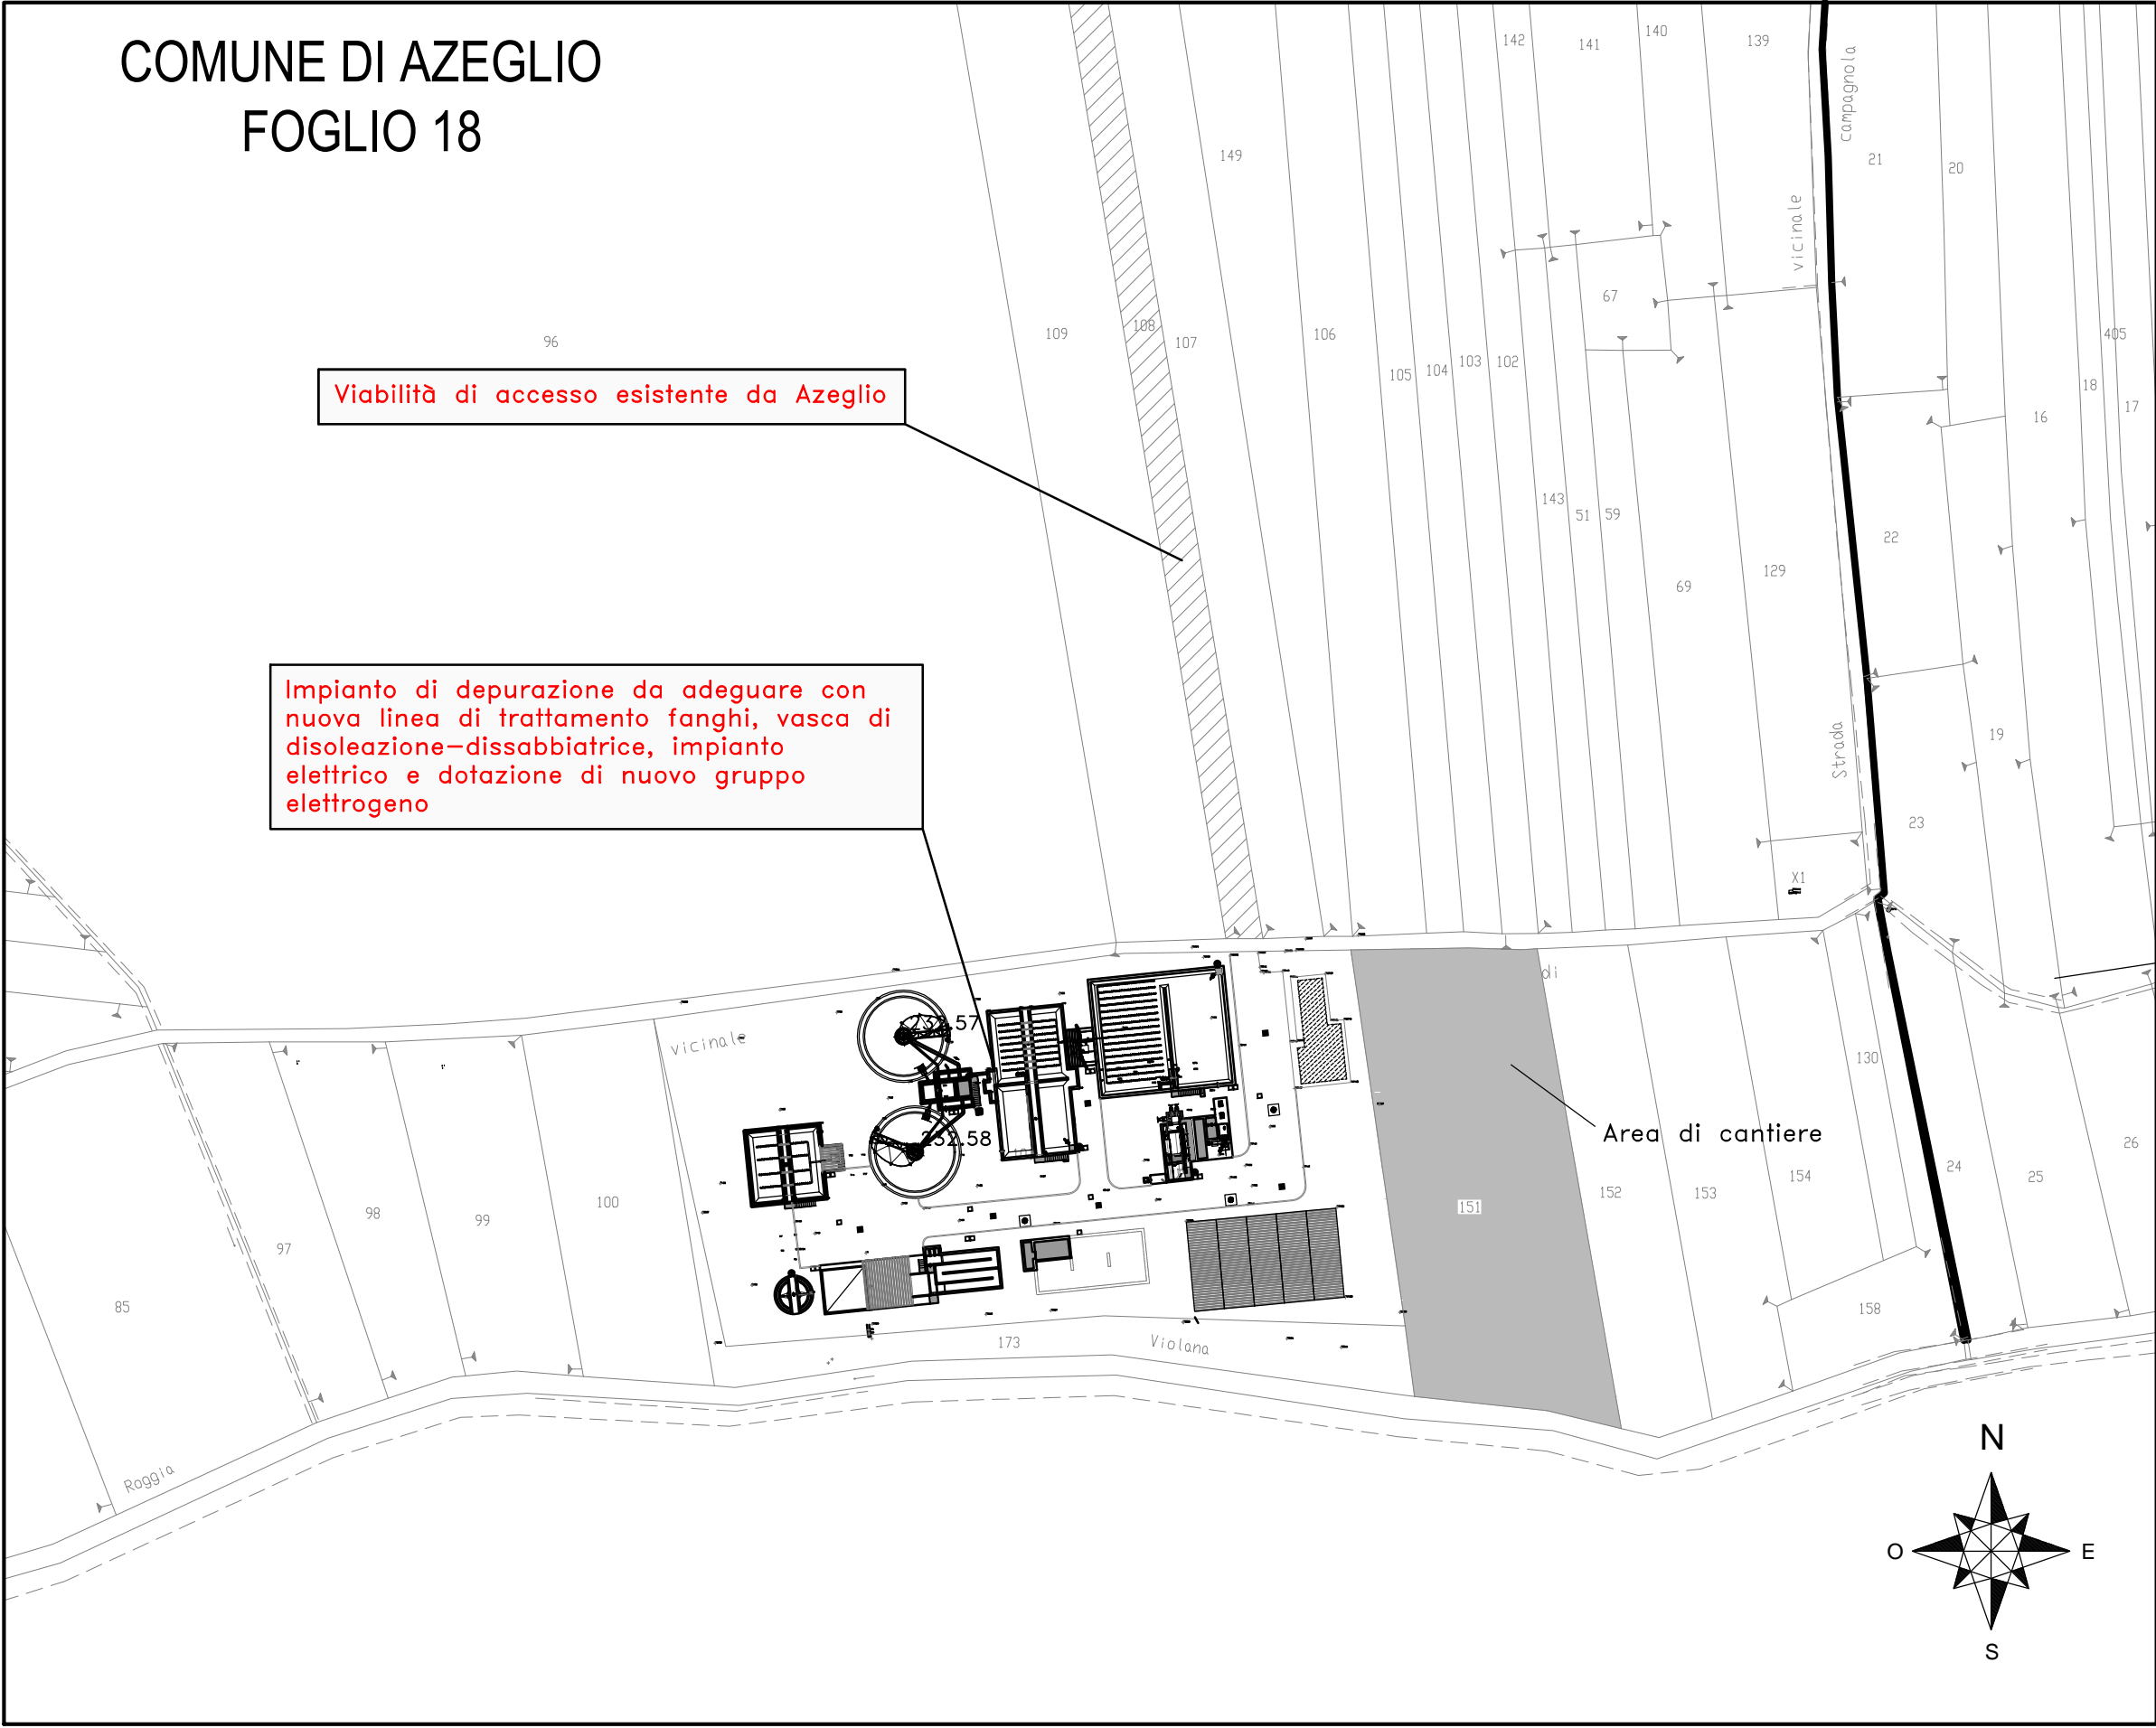 COMUNE DI AZEGLIO
FOGLIO 18
142
141
140
139
campagnola
21
20
149
vicinale
67
96
109
108
107
106
105
104
103
102
405
18
17
16
Viabilità di accesso esistente da Azeglio
143
51
59
22
69
129
Impianto di depurazione da adeguare con
nuova linea di trattamento fanghi, vasca di
disoleazione–dissabbiatrice, impianto
elettrico e dotazione di nuovo gruppo
elettrogeno
Strada
19
23
X1
di
vicinale
130
Area di cantiere
26
24
25
154
153
152
151
100
98
99
97
85
158
173
Violana
Roggia
N
O
E
S